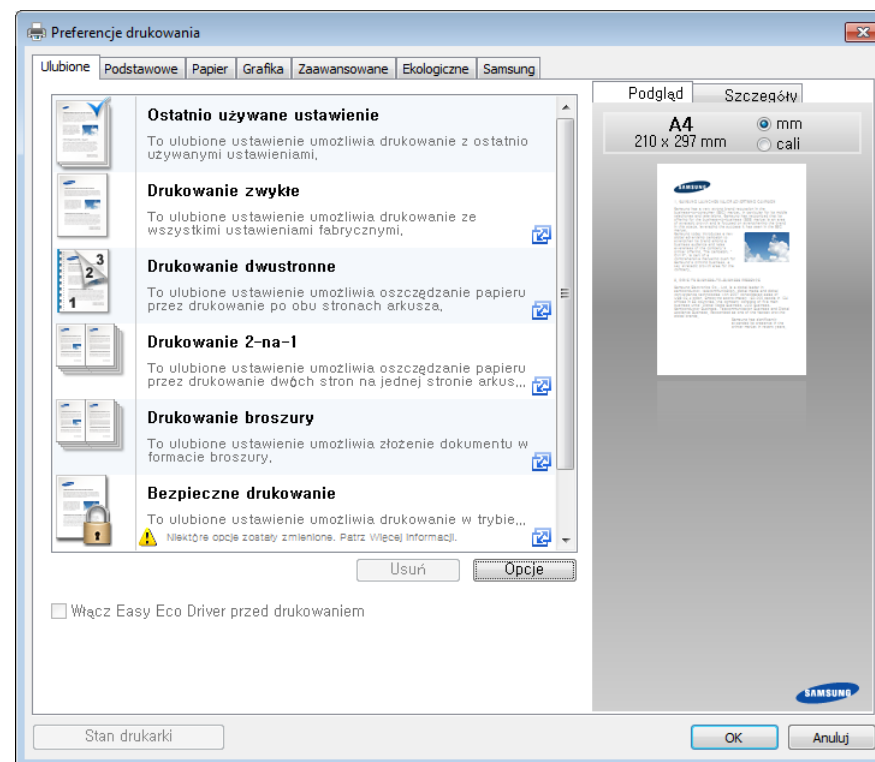 Preferencje drukowania
Ulubione Podstawowe Papier Grafika Zaawansowane Ekologiczne Samsung
Ostatnio używane ustawienie
To ulubione ustawienie umożliwia drukowanie z ostatnio
używanymi ustawieniami,
Drukowanie zwykłe
To ulubione ustawienie umożliwia drukowanie ze
wszystkimi ustawieniami fabrycznymi,
Drukowanie dwustronne
To ulubione ustawienie umożliwia oszczędzanie papieru
przez drukowanie po obu stronach arkusza,
1 2 3
Drukowanie 2-na-1
To ulubione ustawienie umożliwia oszczędzanie papieru
przez drukowanie dwóch stron na jednej stronie arkus...
Drukowanie broszury
To ulubione ustawienie umożliwia złożenie dokumentu w
formacie broszury,
Bezpieczne drukowanie
To ulubione ustawienie umożliwia drukowanie w trybie...
Niektóre opcje zostały zmienione. Patrz Więcej Informacji.
Usuń Opcje
Włącz Easy Eco Driver przed drukowaniem
Podgląd Szczegóły
A4
210 x 297 mm
mm
cali
SAMSUNG
SAMSUNG
Stan drukarki
OK Anuluj